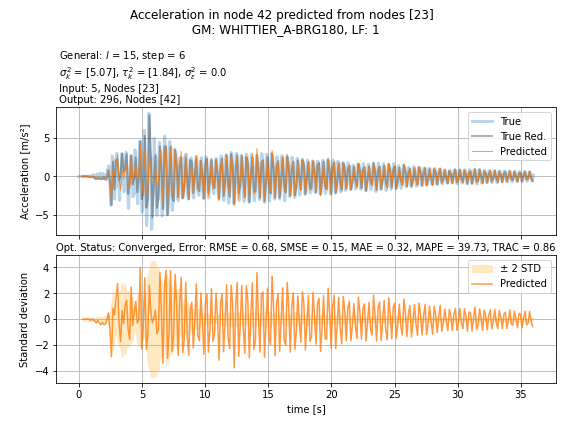 Acceleration in node 42 predicted from nodes [23]
GM: WHITTIER_A-BRG180, LF: 1
General: l = 15, step = 6
σ²ₖ = [5.07], τ²ₖ = [1.84], σ²ε = 0.0
Input: 5, Nodes [23]
Output: 296, Nodes [42]
Acceleration [m/s²]
5
0
−5
True
True Red.
Predicted
Opt. Status: Converged, Error: RMSE = 0.68, SMSE = 0.15, MAE = 0.32, MAPE = 39.73, TRAC = 0.86
Standard deviation
4
2
0
−2
−4
± 2 STD
Predicted
0 5 10 15 20 25 30 35
time [s]